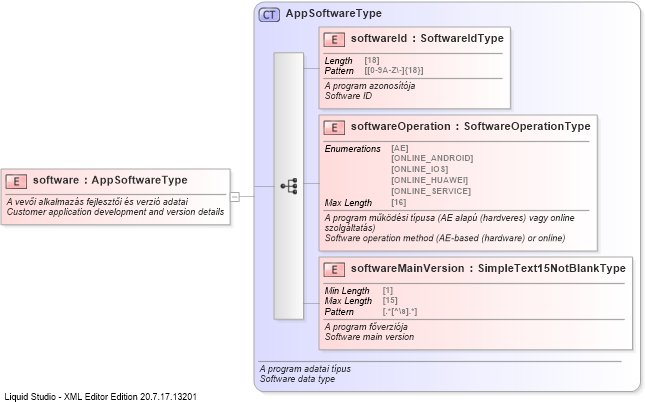 CT AppSoftwareType
E softwareId : SoftwareIdType
Length [18]
Pattern [[0-9A-Z\-]{18}]
A program azonosítója
Software ID
E softwareOperation : SoftwareOperationType
Enumerations [AE]
[ONLINE_ANDROID]
[ONLINE_IOS]
[ONLINE_HUAWEI]
[ONLINE_SERVICE]
Max Length [16]
A program működési típusa (AE alapú (hardveres) vagy online
szolgáltatás)
Software operation method (AE-based (hardware) or online)
E software : AppSoftwareType
A vevői alkalmazás fejlesztői és verzió adatai
Customer application development and version details
E softwareMainVersion : SimpleText15NotBlankType
Min Length [1]
Max Length [15]
Pattern [.*[^\s].*]
A program főverziója
Software main version
A program adatai típus
Software data type
Liquid Studio - XML Editor Edition 20.7.17.13201